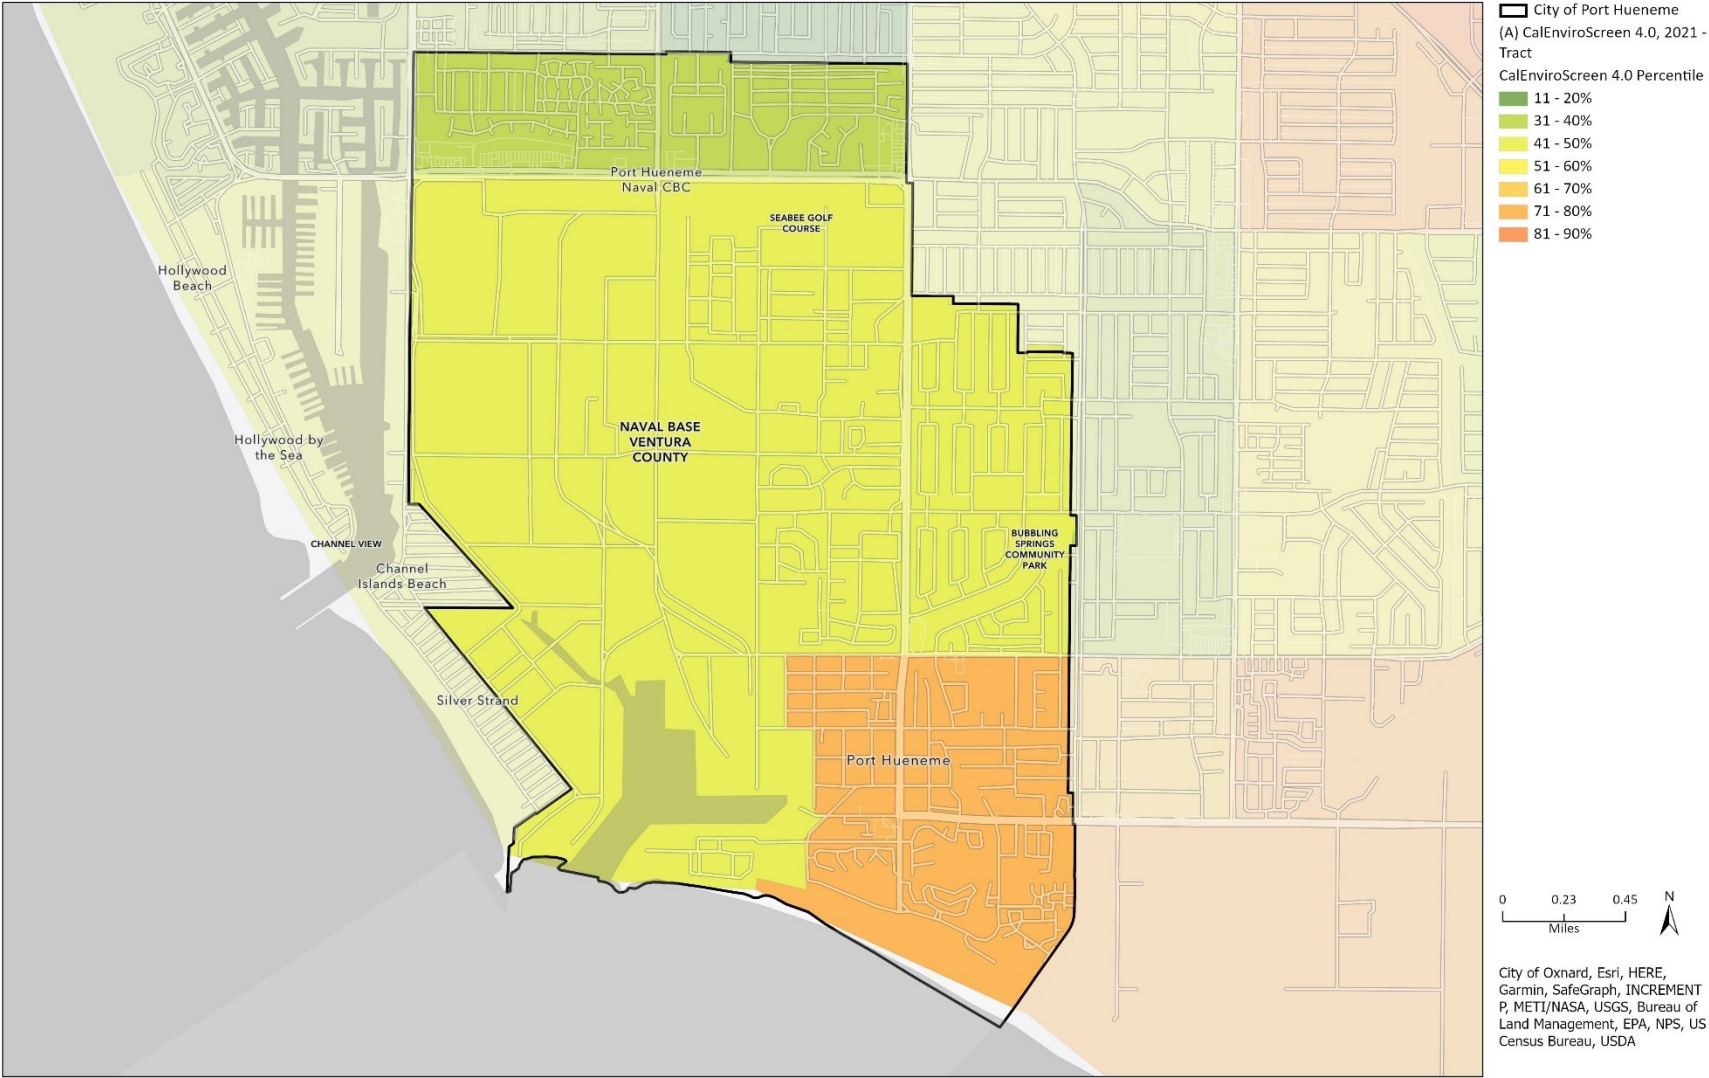 City of Port Hueneme
(A) CalEnviroScreen 4.0, 2021 -
Tract
CalEnviroScreen 4.0 Percentile
11 - 20%
31 - 40%
41 - 50%
51 - 60%
61 - 70%
71 - 80%
81 - 90%
Port Hueneme
Naval CBC
SEABEE GOLF
COURSE
Hollywood
Beach
NAVAL BASE
VENTURA
COUNTY
Hollywood by
the Sea
CHANNEL VIEW
BUBBLING
SPRINGS
COMMUNITY
PARK
Channel
Islands Beach
Silver Strand
Port Hueneme
0 0.23 0.45
Miles
N
City of Oxnard, Esri, HERE,
Garmin, SafeGraph, INCREMENT
P, METI/NASA, USGS, Bureau of
Land Management, EPA, NPS, US
Census Bureau, USDA